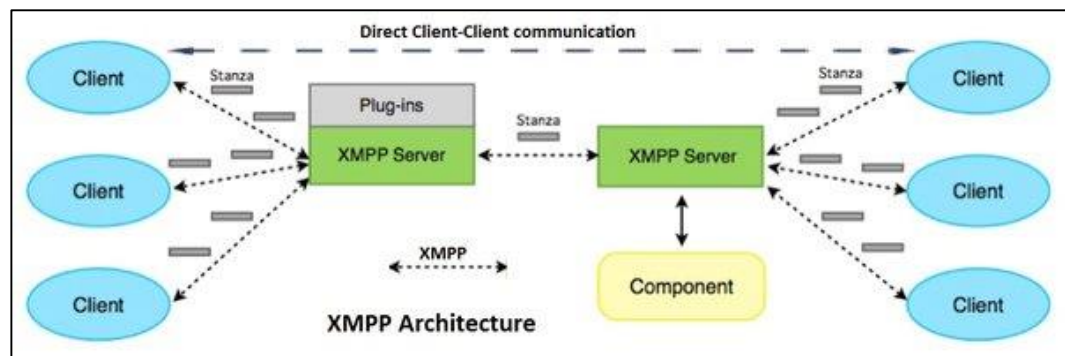 Direct Client-Client communication
Client
Stanza
Plug-ins
XMPP Server
Stanza
XMPP Server
Stanza
Client
Client
Client
XMPP
Component
Client
Client
XMPP Architecture